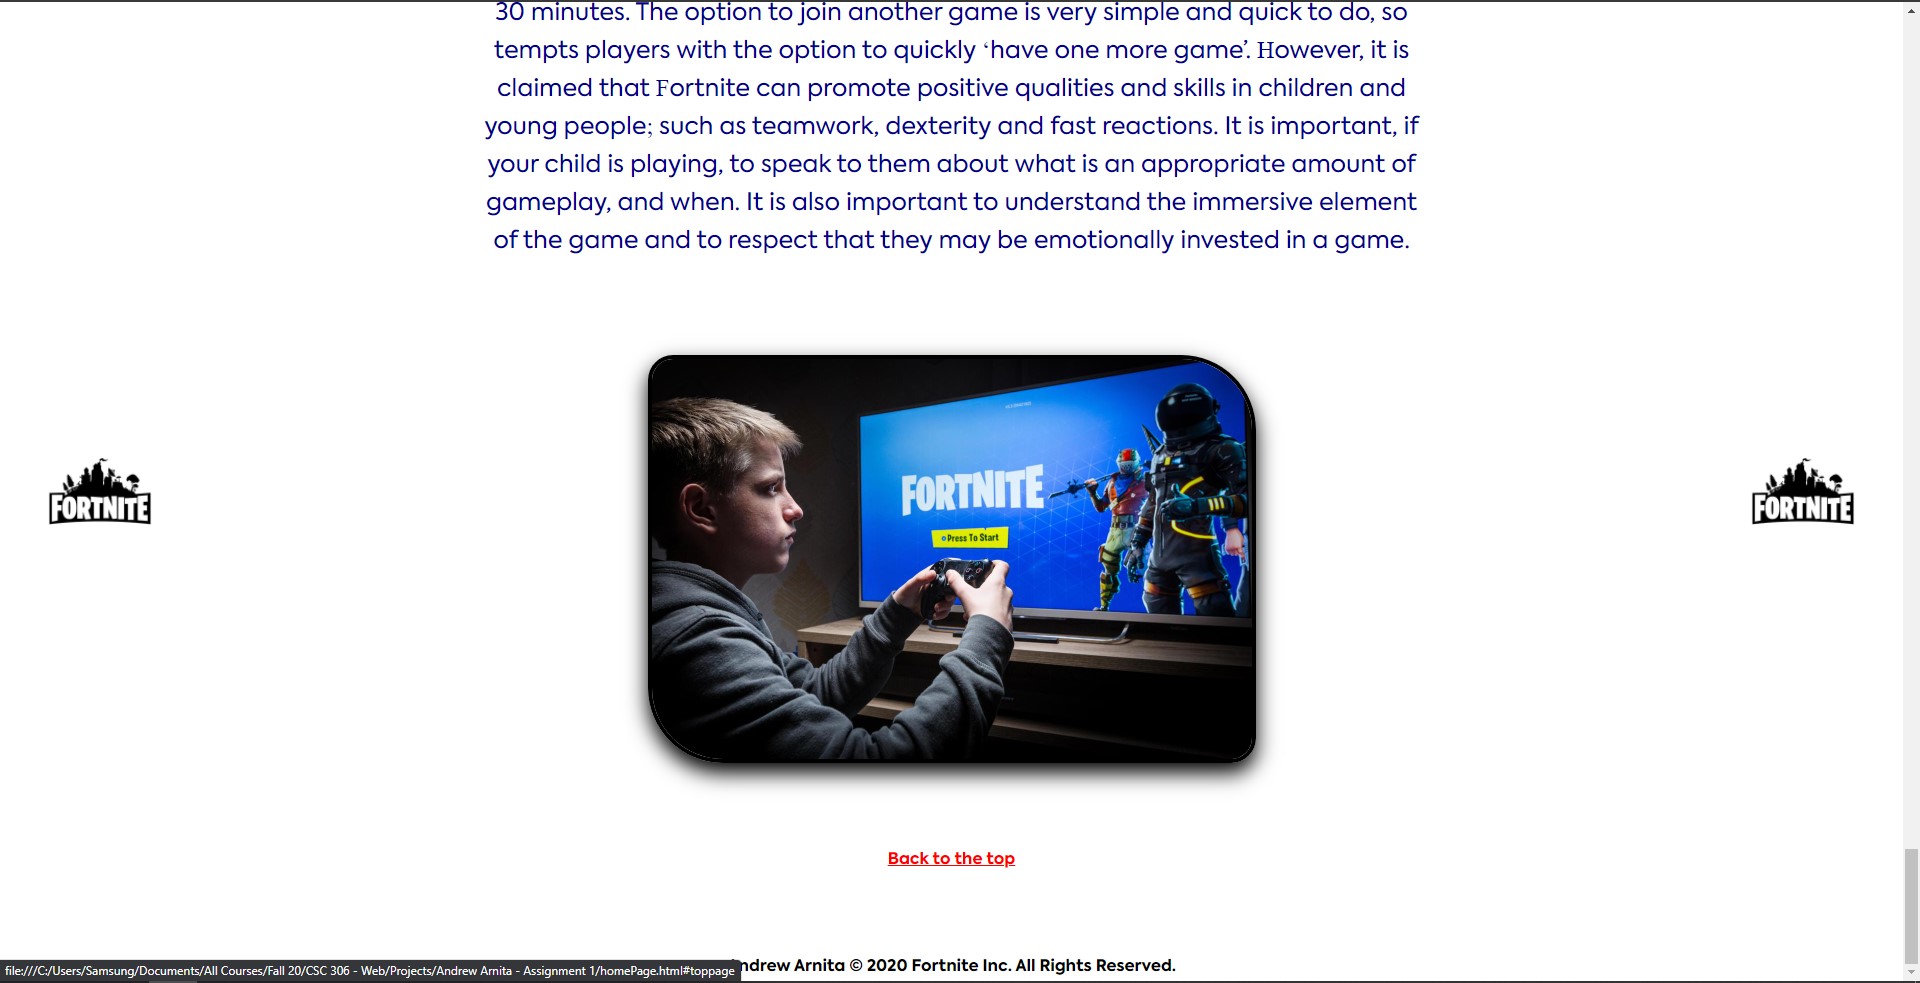 30 minutes. The option to join another game is very simple and quick to do, so
tempts players with the option to quickly ‘have one more game’. However, it is
claimed that Fortnite can promote positive qualities and skills in children and
young people; such as teamwork, dexterity and fast reactions. It is important, if
your child is playing, to speak to them about what is an appropriate amount of
gameplay, and when. It is also important to understand the immersive element
of the game and to respect that they may be emotionally invested in a game.
FORTNITE
FORTNITE
Press To Start
FORTNITE
Back to the top
ndrew Arnita © 2020 Fortnite Inc. All Rights Reserved.
file:///C:/Users/Samsung/Documents/All Courses/Fall 20/CSC 306 - Web/Projects/Andrew Arnita - Assignment 1/homePage.html#toppage